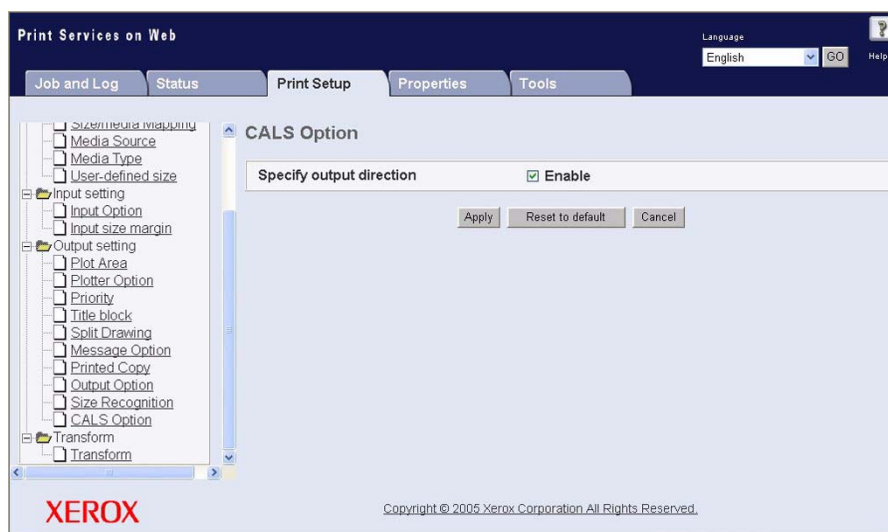 Print Services on Web
Language
English
GO
Help
Job and Log
Status
Print Setup
Properties
Tools
Size/media Mapping
Media Source
Media Type
User-defined size
Input setting
Input Option
Input size margin
Output setting
Plot Area
Plotter Option
Priority
Title block
Split Drawing
Message Option
Printed Copy
Output Option
Size Recognition
CALS Option
Transform
Transform
CALS Option
Specify output direction
Enable
Apply
Reset to default
Cancel
XEROX
Copyright © 2005 Xerox Corporation All Rights Reserved.